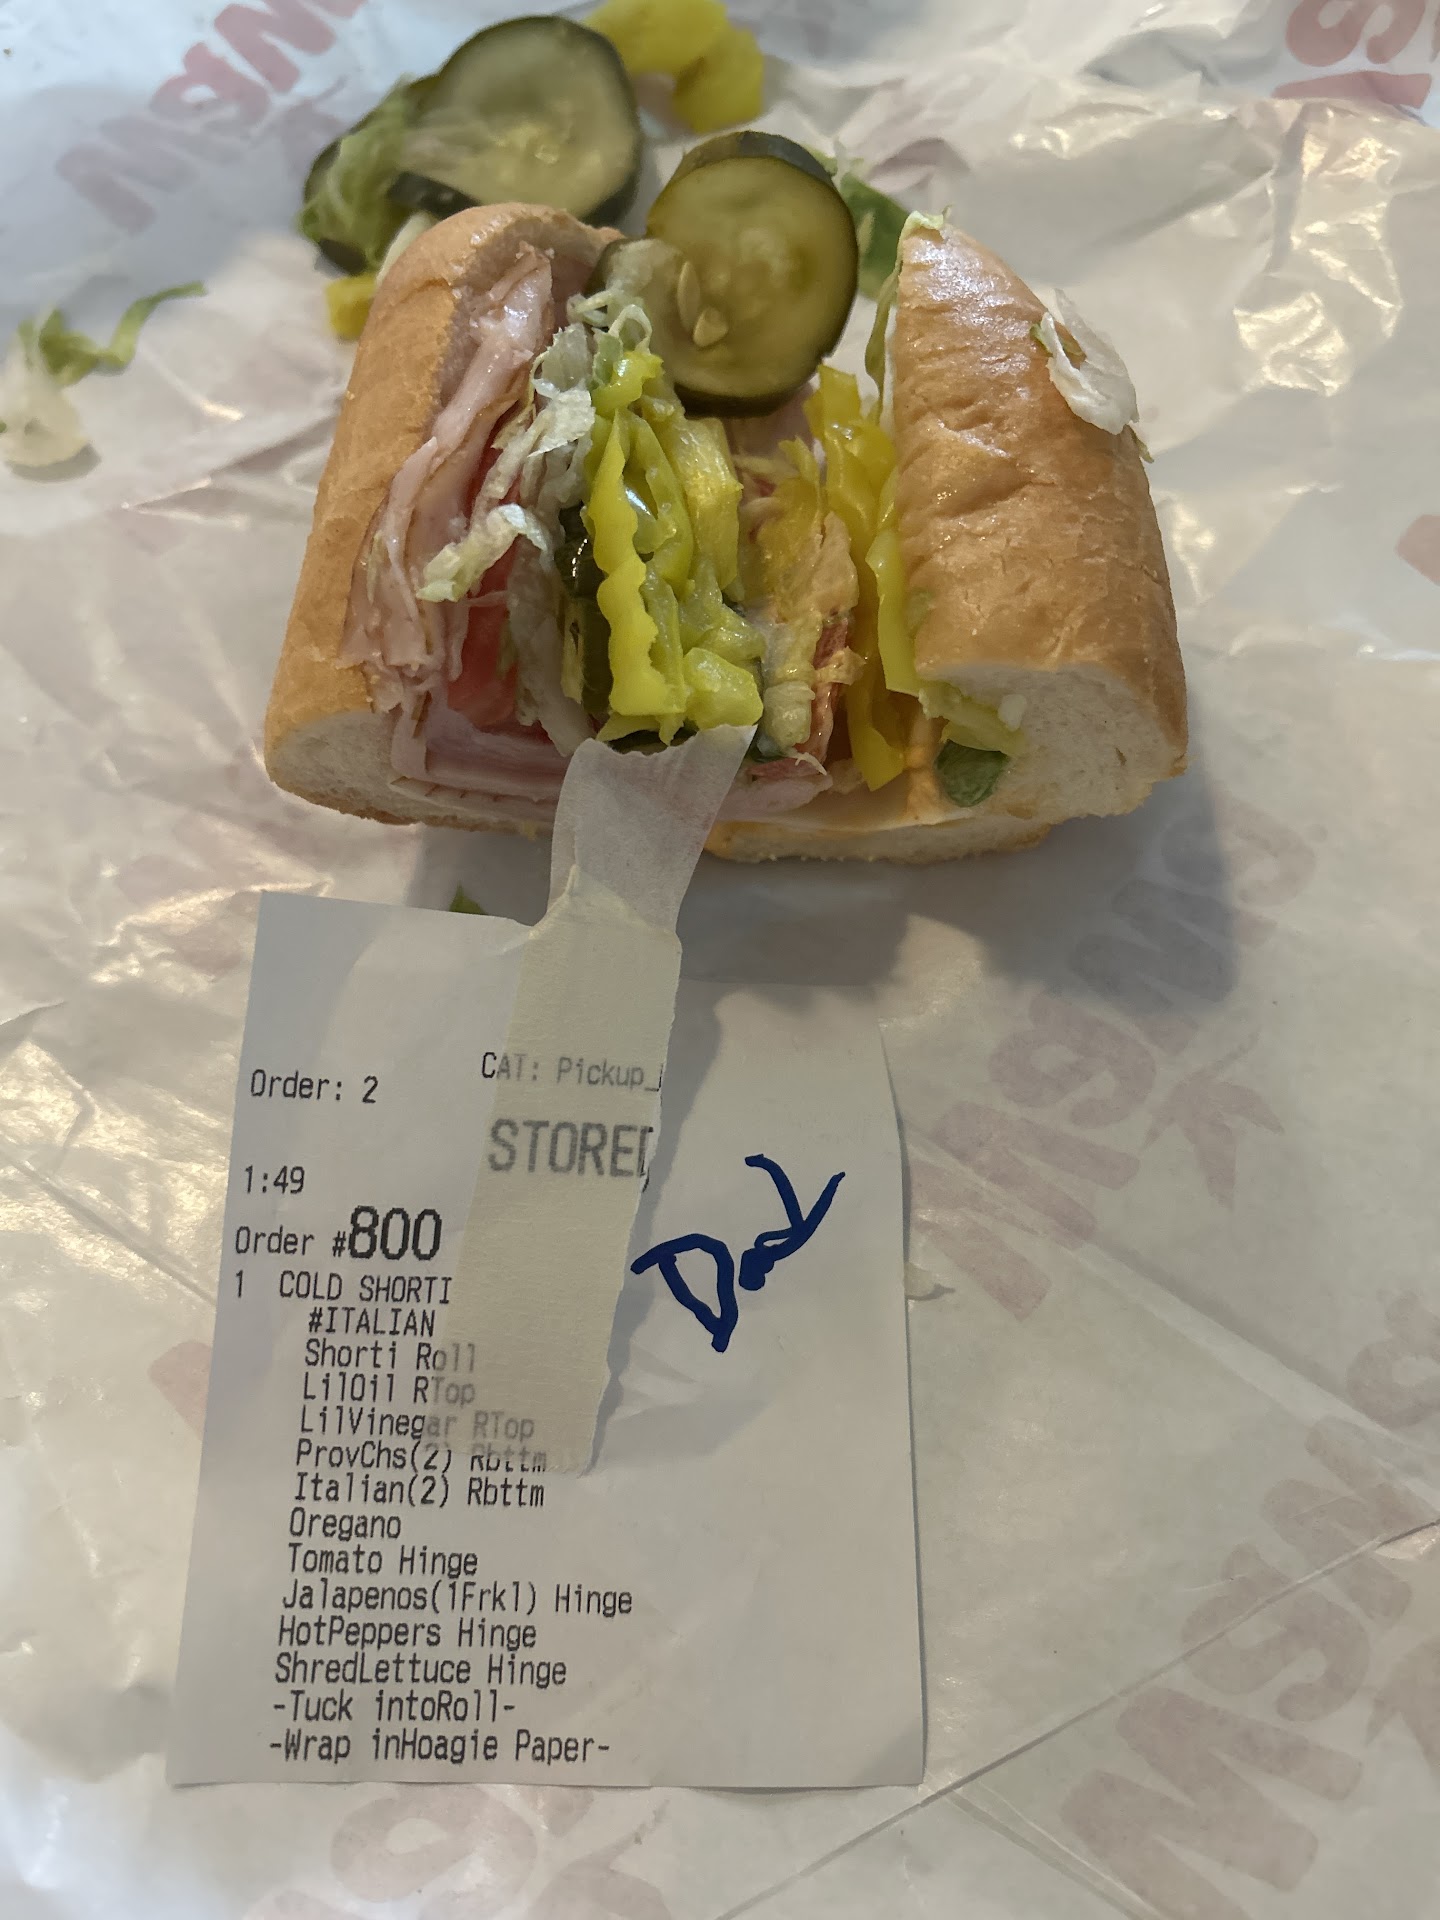 CAT: Pickup_
Order: 2
STORED
1:49
Order #800
1 COLD SHORTI
#ITALIAN
Shorti Roll
LilOil RTop
LilVinegar RTop
ProvChs(2) Rbttm
Italian(2) Rbttm
Oregano
Tomato Hinge
Jalapenos(1Frkl) Hinge
HotPeppers Hinge
ShredLettuce Hinge
-Tuck intoRoll-
-Wrap inHoagie Paper-